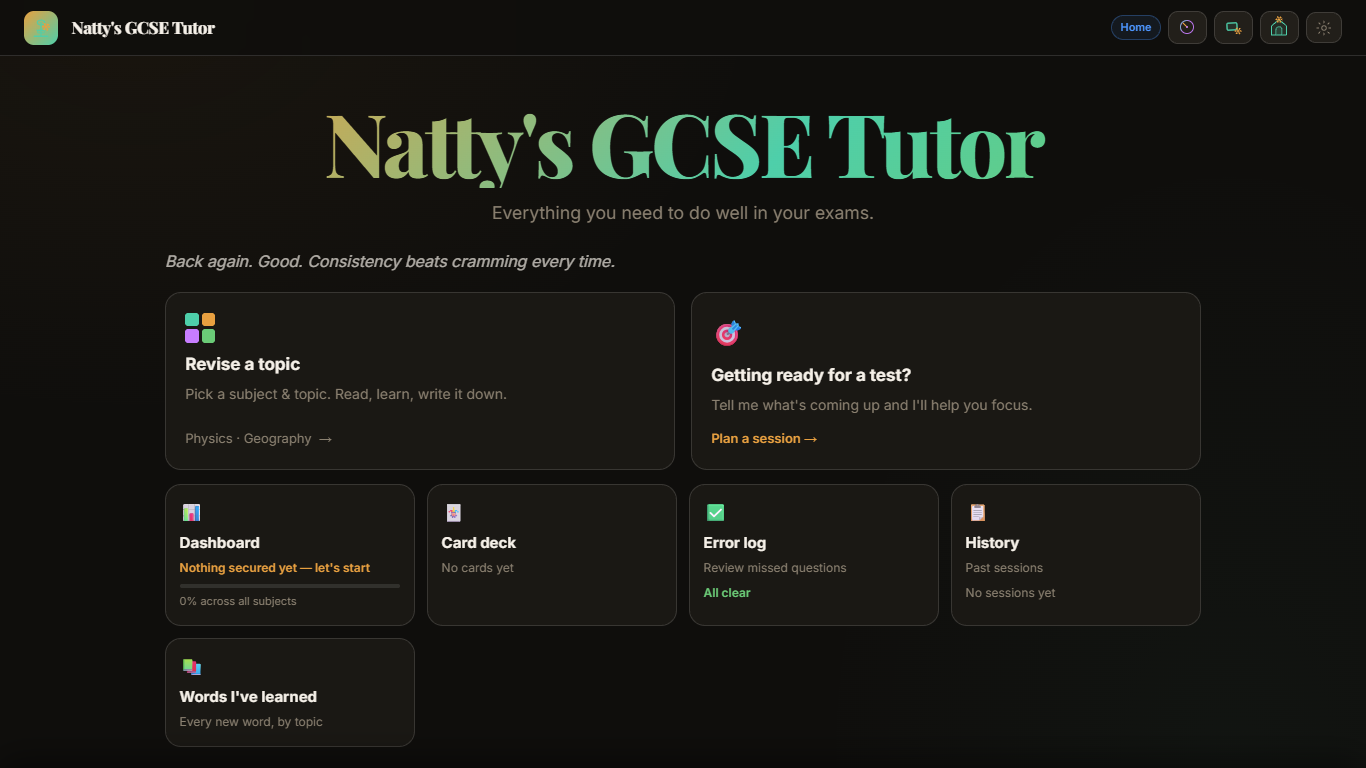 Natty's GCSE Tutor
Home
Natty's GCSE Tutor
Everything you need to do well in your exams.
Back again. Good. Consistency beats cramming every time.
Revise a topic
Pick a subject & topic. Read, learn, write it down.
Physics · Geography →
Getting ready for a test?
Tell me what's coming up and I'll help you focus.
Plan a session →
Dashboard
Nothing secured yet — let's start
0% across all subjects
Card deck
No cards yet
Error log
Review missed questions
All clear
History
Past sessions
No sessions yet
Words I've learned
Every new word, by topic